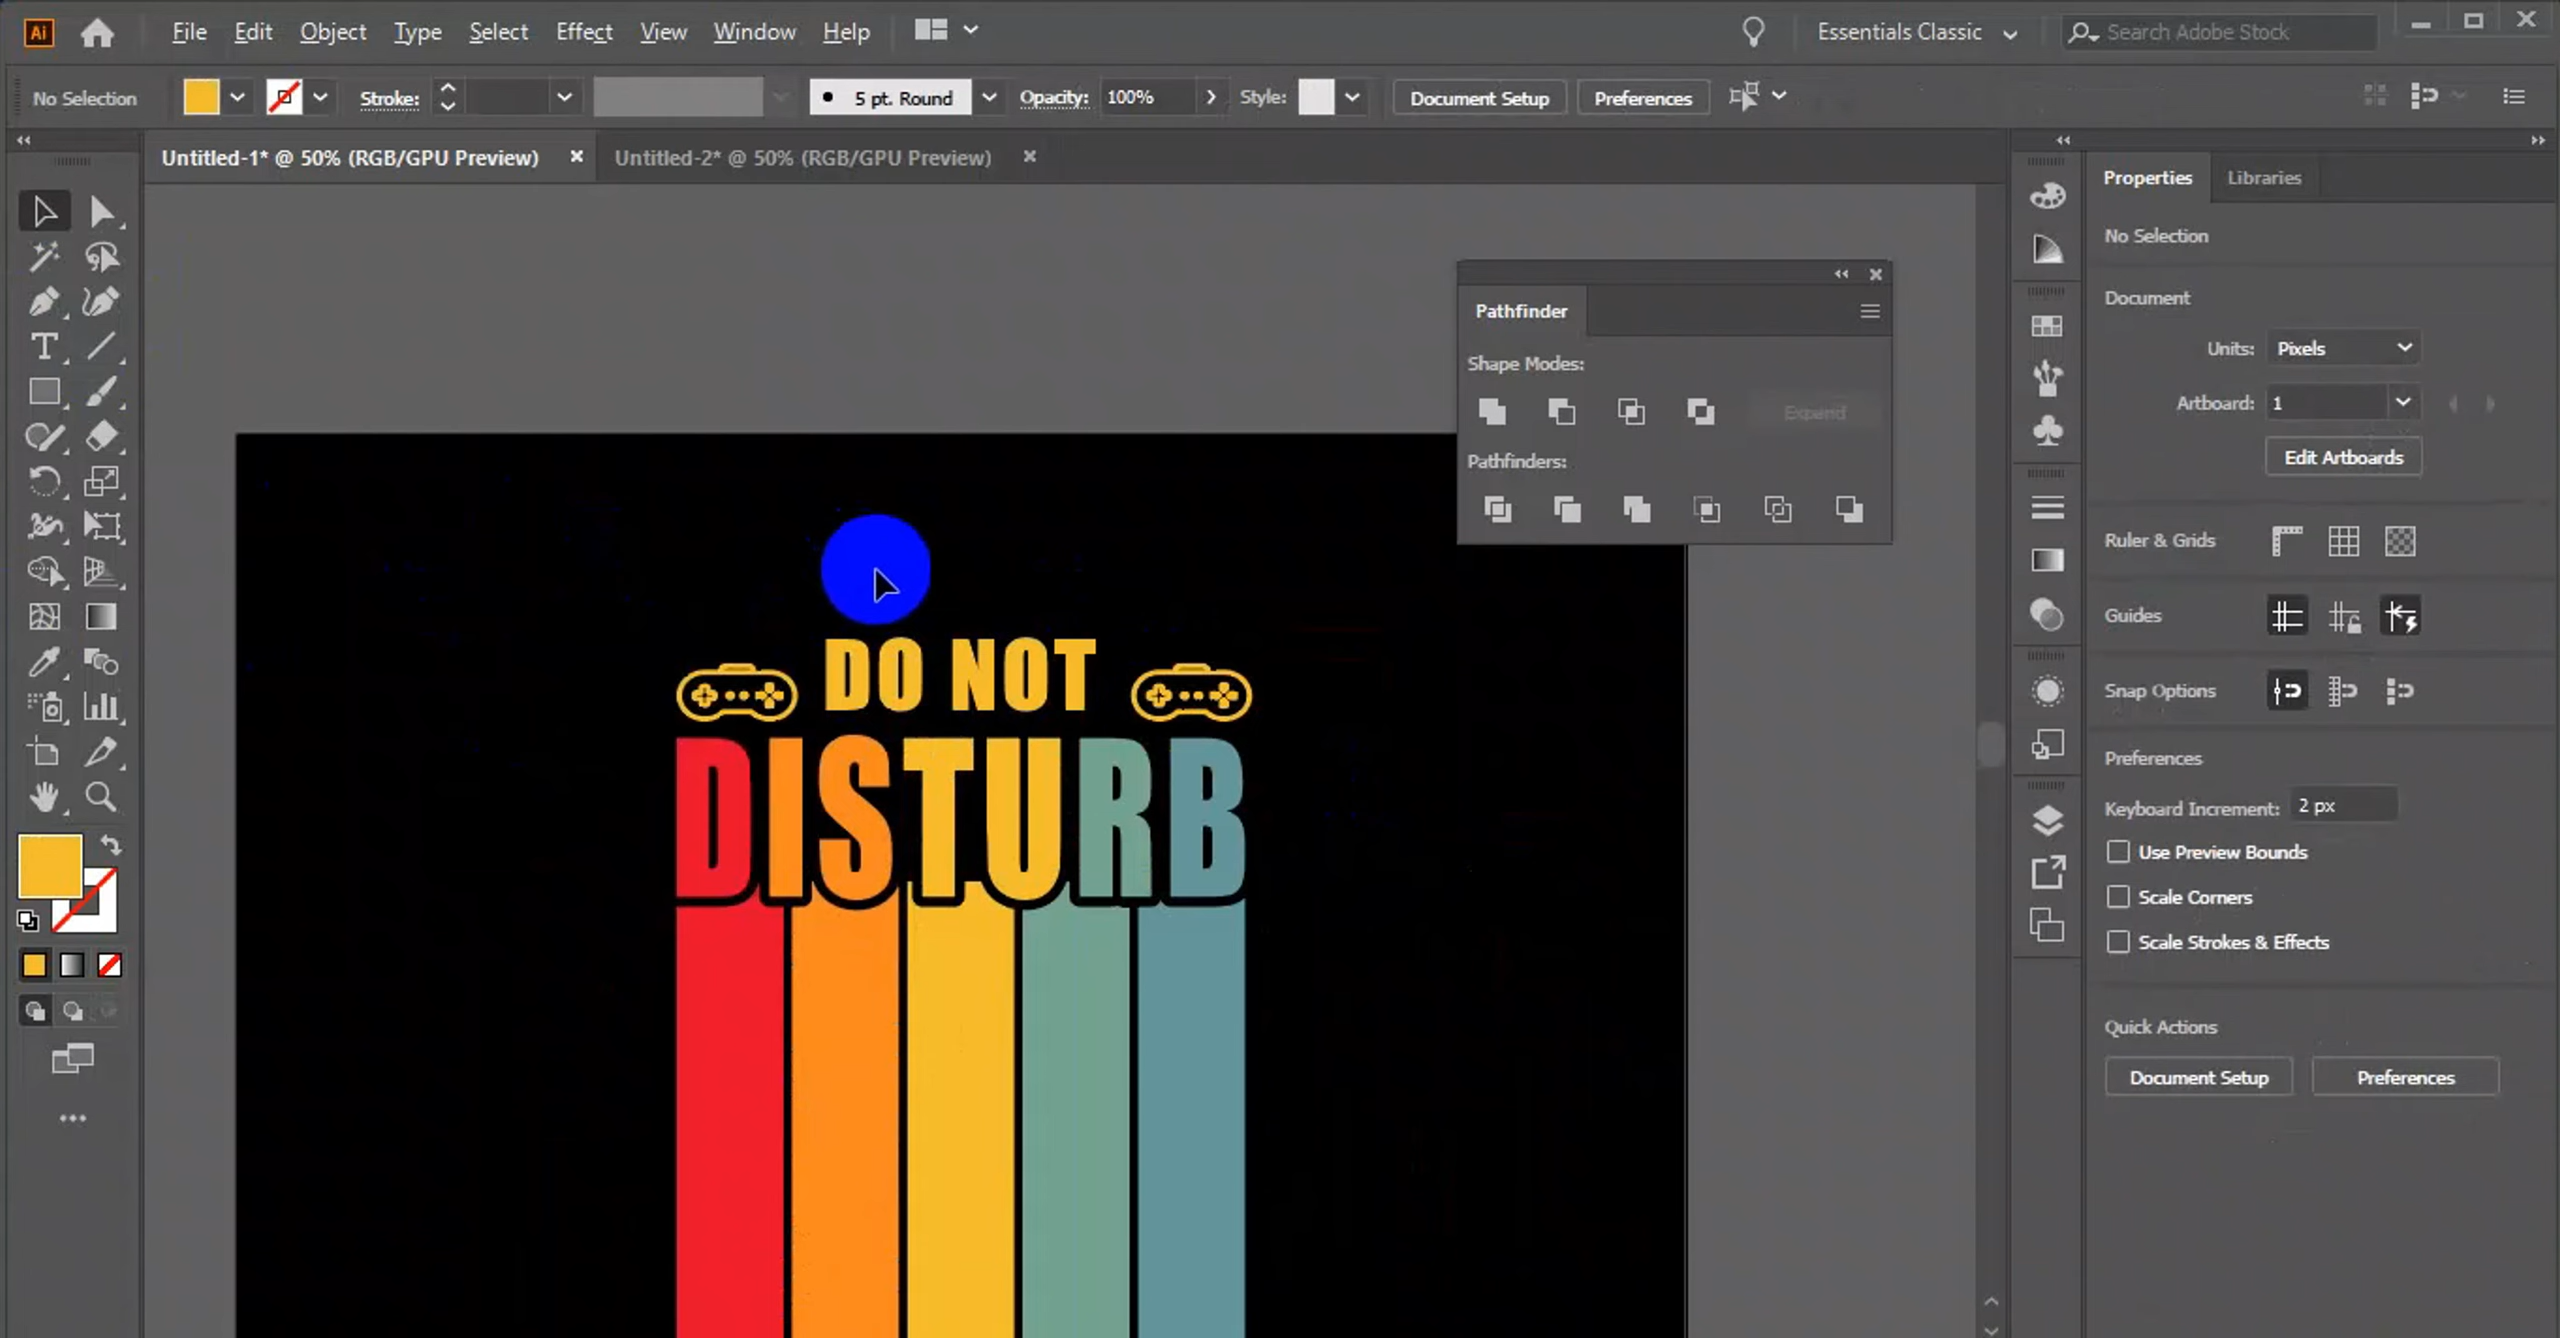 Ai File Edit Object Type Select Effect View Window Help Essentials Classic Search Adobe Stock
No Selection Stroke: 5 pt. Round Opacity: 100% Style: Document Setup Preferences
Untitled-1* @ 50% (RGB/GPU Preview) Untitled-2* @ 50% (RGB/GPU Preview)
Properties Libraries
No Selection
Document
Units: Pixels
Artboard: 1
Edit Artboards
Ruler & Grids
Guides
Snap Options
Preferences
Keyboard Increment: 2 px
Use Preview Bounds
Scale Corners
Scale Strokes & Effects
Quick Actions
Document Setup Preferences
Pathfinder
Shape Modes:
Expand
Pathfinders:
DO NOT
DISTURB